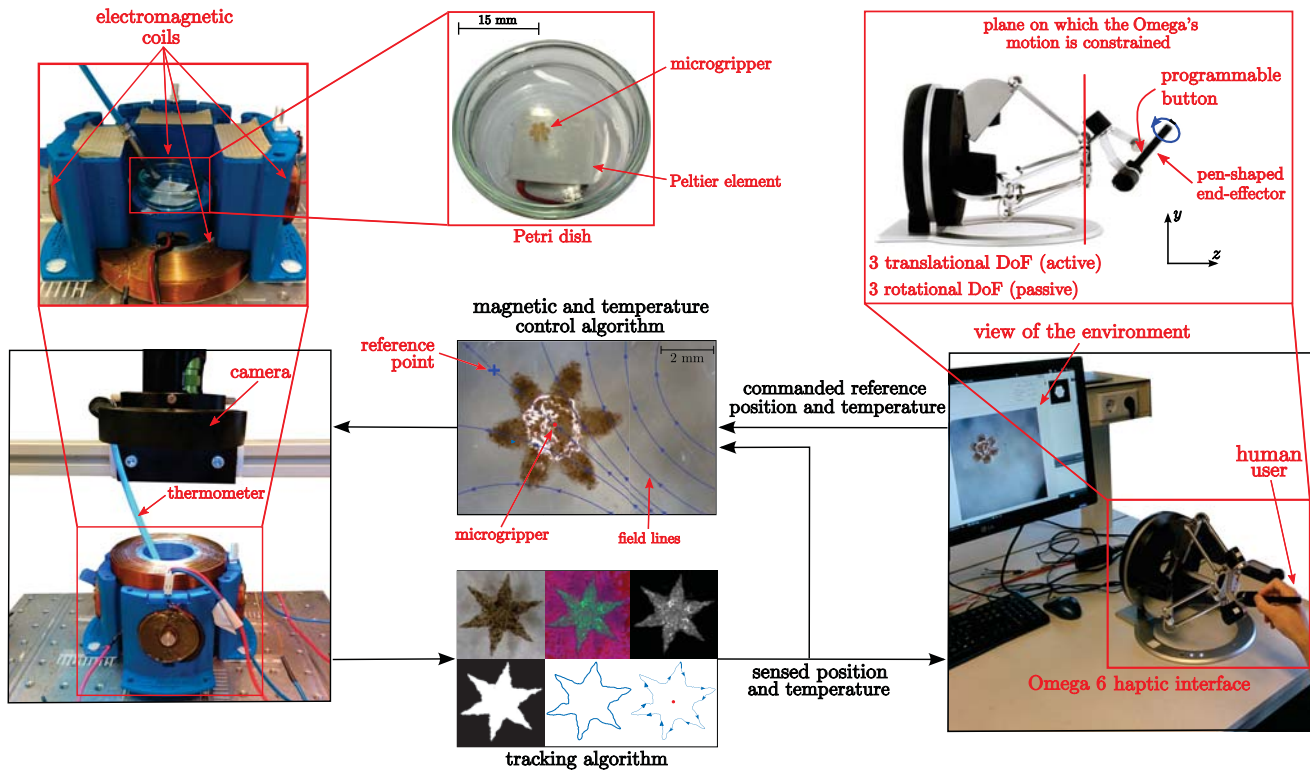 electromagnetic
coils
15 mm
microgripper
Peltier element
Petri dish
plane on which the Omega's
motion is constrained
programmable
button
pen-shaped
end-effector
y
z
3 translational DoF (active)
3 rotational DoF (passive)
magnetic and temperature
control algorithm
reference
point
2 mm
microgripper
field lines
camera
thermometer
commanded reference
position and temperature
view of the environment
human
user
sensed position
and temperature
Omega 6 haptic interface
tracking algorithm